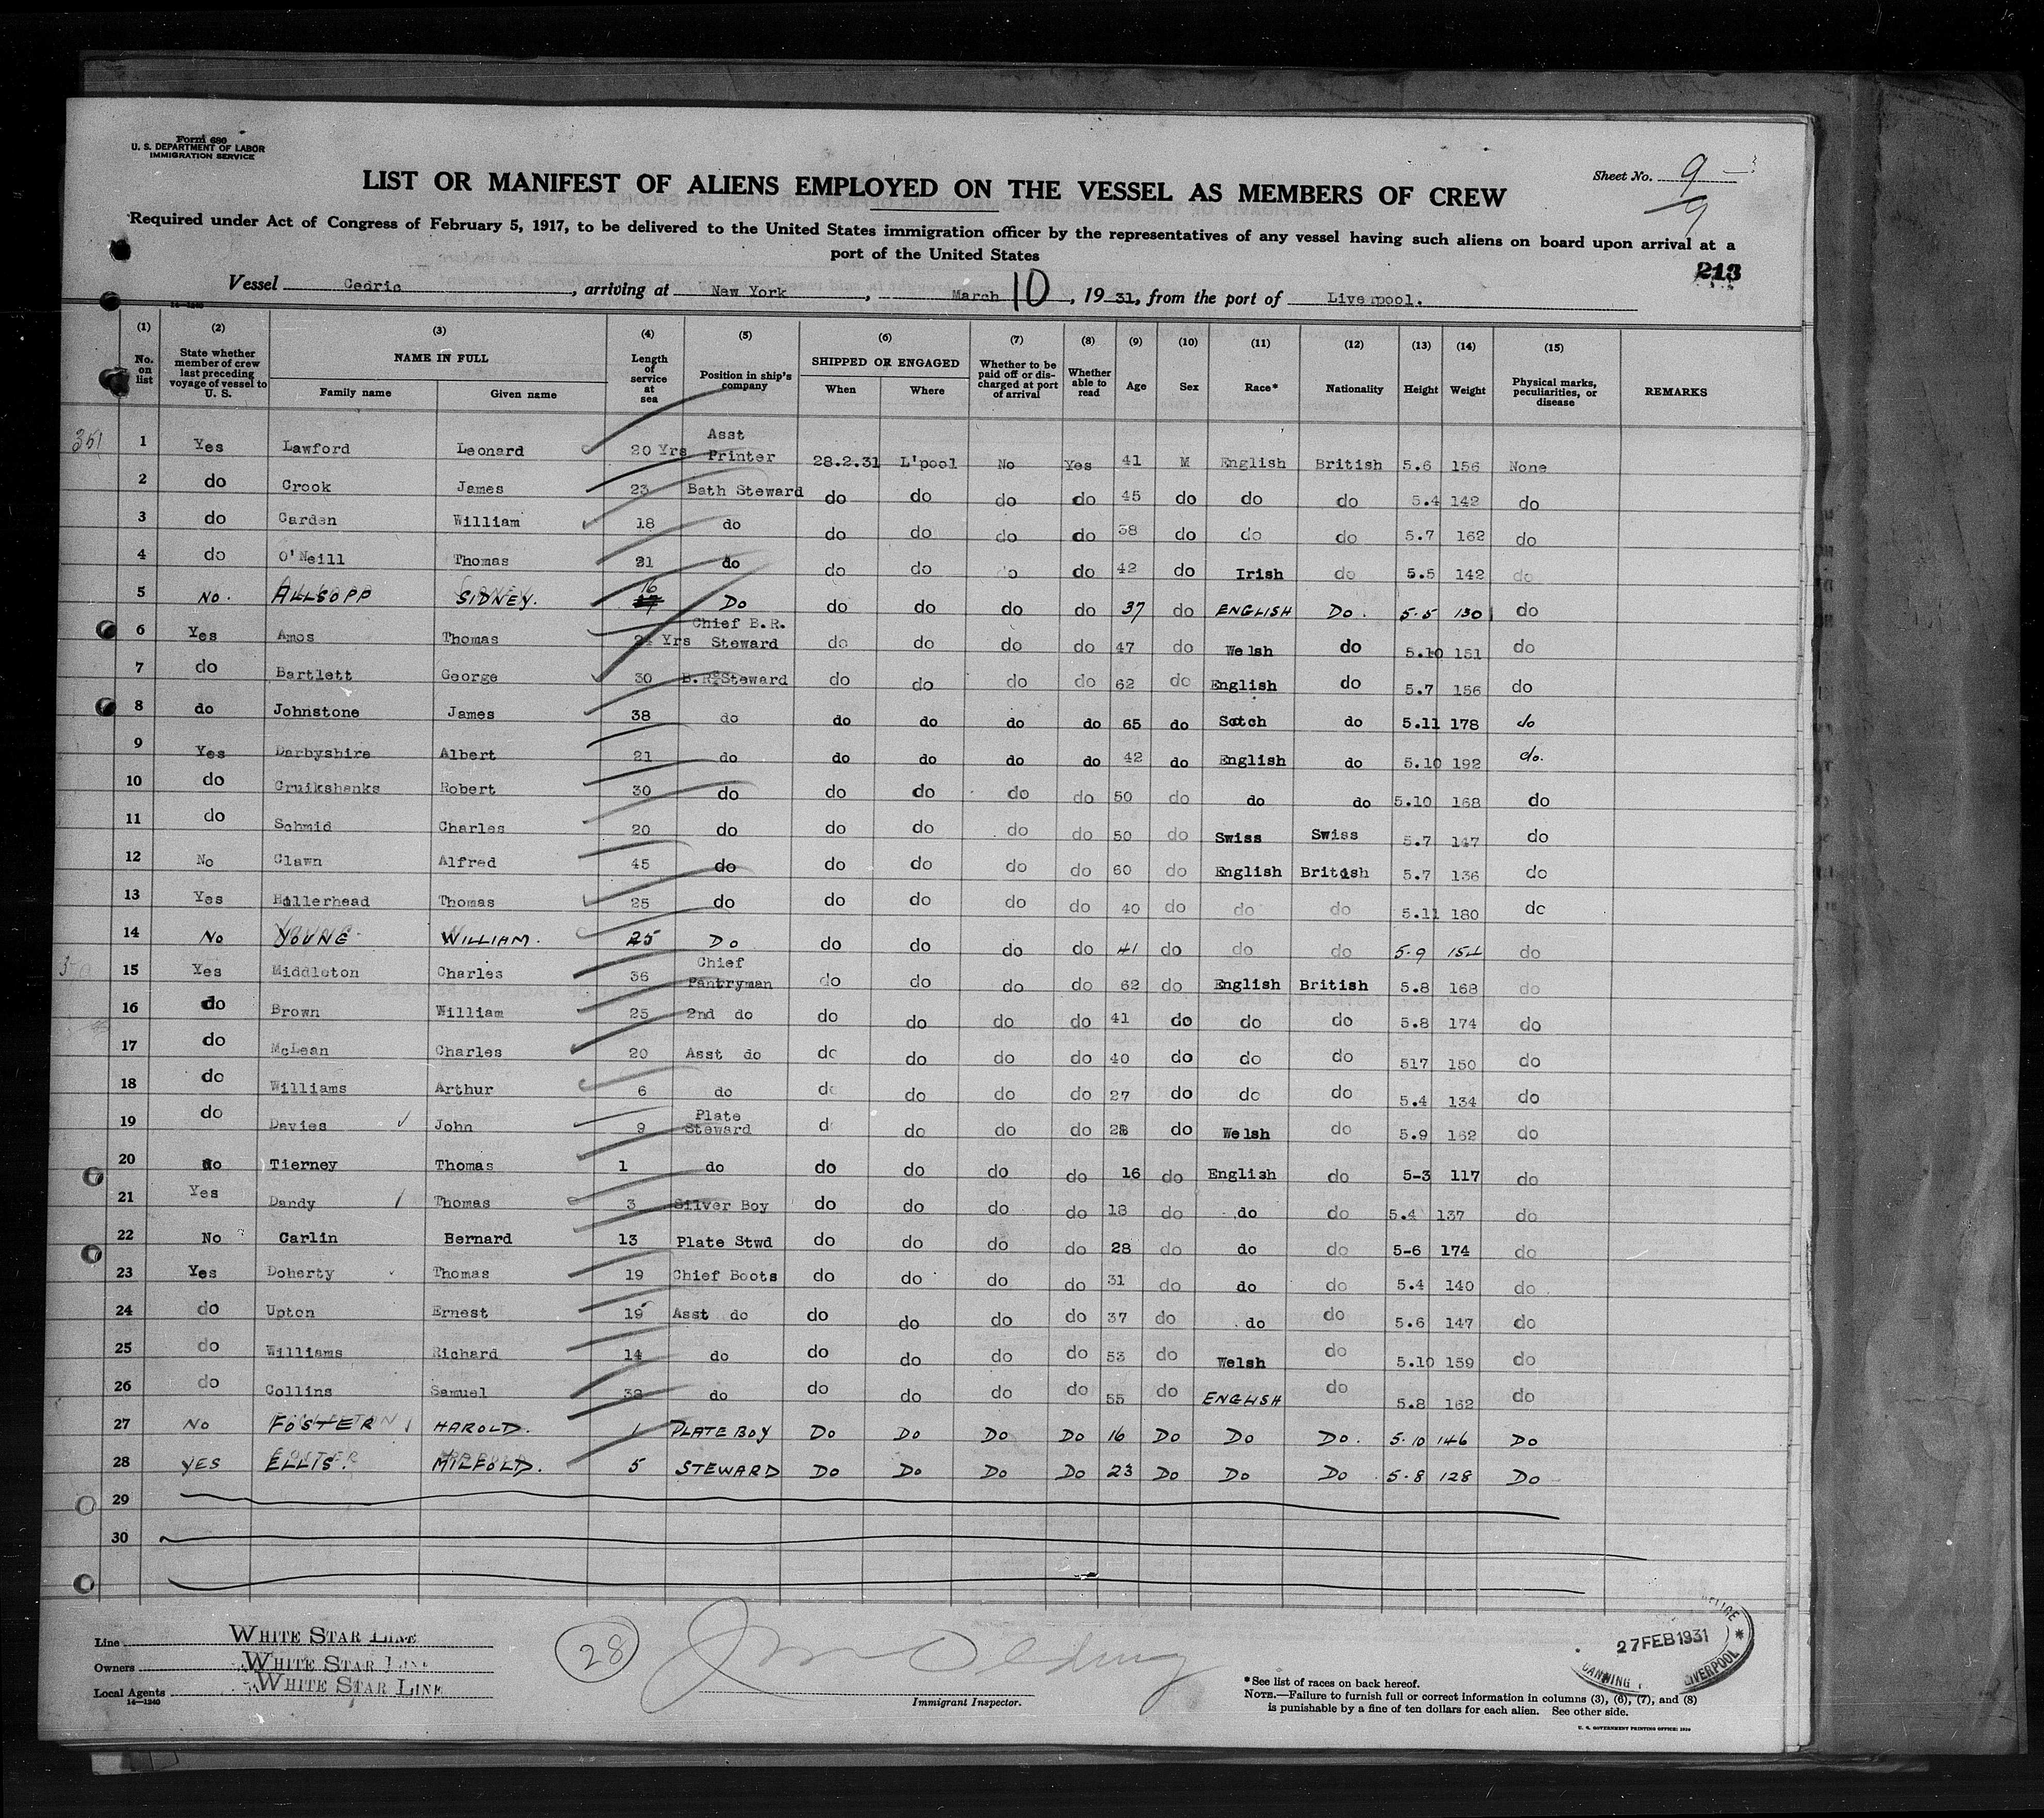 Form 680
U. S. DEPARTMENT OF LABOR
IMMIGRATION SERVICE
Sheet No. 9
9
LIST OR MANIFEST OF ALIENS EMPLOYED ON THE VESSEL AS MEMBERS OF CREW
Required under Act of Congress of February 5, 1917, to be delivered to the United States immigration officer by the representatives of any vessel having such aliens on board upon arrival at a
port of the United States
213
Vessel Cedric, arriving at New York, March 10, 1931, from the port of Liverpool.
14-1240
(1) (2) (3) (4) (5) (6) (7) (8) (9) (10) (11) (12) (13) (14) (15)
No. on list State whether member of crew last preceding voyage of vessel to U. S. NAME IN FULL Family name Given name Length of service at sea Position in ship's company SHIPPED OR ENGAGED When Where Whether to be paid off or discharged at port of arrival Whether able to read Age Sex Race* Nationality Height Weight Physical marks, peculiarities, or disease REMARKS
351
1 Yes Lawford Leonard 20 Yrs Asst Printer 28.2.31 L'pool No Yes 41 M English British 5.6 156 None
2 do Crook James 23 Bath Steward do do do do 45 do do do 5.4 142 do
3 do Carden William 18 do do do do do 38 do do do 5.7 162 do
4 do O'Neill Thomas 21 do do do do do 42 do Irish do 5.5 142 do
5 No. ALLSOPP SIDNEY. 16 Do do do do do 37 do ENGLISH Do. 5.5 130 do
6 Yes Amos Thomas 24 Yrs Chief B.R. Steward do do do do 47 do Welsh do 5.10 151 do
7 do Bartlett George 30 B.R. Steward do do do do 62 do English do 5.7 156 do
8 do Johnstone James 38 do do do do do 65 do Scotch do 5.11 178 do
9 Yes Darbyshire Albert 21 do do do do do 42 do English do 5.10 192 do.
10 do Cruikshanks Robert 30 do do do do do 50 do do do 5.10 168 do
11 do Schmid Charles 20 do do do do do 50 do Swiss Swiss 5.7 147 do
12 No Clawn Alfred 45 do do do do do 60 do English British 5.7 136 do
13 Yes Hillerhead Thomas 25 do do do do do 40 do do do 5.11 180 do
14 No YOUNG WILLIAM. 25 Do do do do do 41 do do do 5.9 154 do
15 Yes Middleton Charles 36 Chief Pantryman do do do do 62 do English British 5.8 168 do
16 do Brown William 25 2nd do do do do do 41 do do do 5.8 174 do
17 do McLean Charles 20 Asst do do do do do 40 do do do 517 150 do
18 do Williams Arthur 6 do do do do do 27 do do do 5.4 134 do
19 do Davies John 9 Plate Steward do do do do 28 do Welsh do 5.9 162 do
20 do Tierney Thomas 1 do do do do do 16 do English do 5-3 117 do
21 Yes Dandy Thomas 3 Silver Boy do do do do 18 do do do 5.4 137 do
22 No Carlin Bernard 13 Plate Stwd do do do do 28 do do do 5-6 174 do
23 Yes Doherty Thomas 19 Chief Boots do do do do 31 do do do 5.4 140 do
24 do Upton Ernest 19 Asst do do do do do 37 do do do 5.6 147 do
25 do Williams Richard 14 do do do do do 53 do Welsh do 5.10 159 do
26 do Collins Samuel 38 do do do do do 55 do ENGLISH do 5.8 162 do
27 No FOSTER HAROLD. 1 PLATE BOY Do Do Do Do 16 Do Do Do. 5.10 146 Do
28 YES ELLIS. 5 STEWARD Do Do Do Do 23 Do Do Do 5.8 128 Do
29
30
Line WHITE STAR LINE
Owners WHITE STAR LINE
Local Agents WHITE STAR LINE
14-1240
28
Immigrant Inspector.
*See list of races on back hereof.
NOTE.—Failure to furnish full or correct information in columns (3), (6), (7), and (8)
is punishable by a fine of ten dollars for each alien. See other side.
U. S. GOVERNMENT PRINTING OFFICE:
27 FEB 1931
CANNING
LIVERPOOL